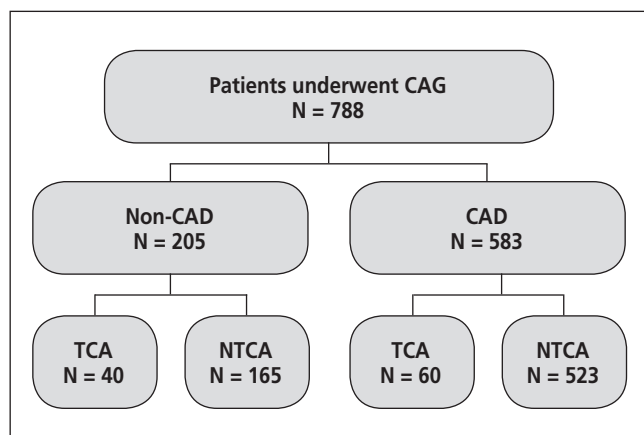 Patients underwent CAG
N = 788
Non-CAD
N = 205
CAD
N = 583
TCA
N = 40
NTCA
N = 165
TCA
N = 60
NTCA
N = 523